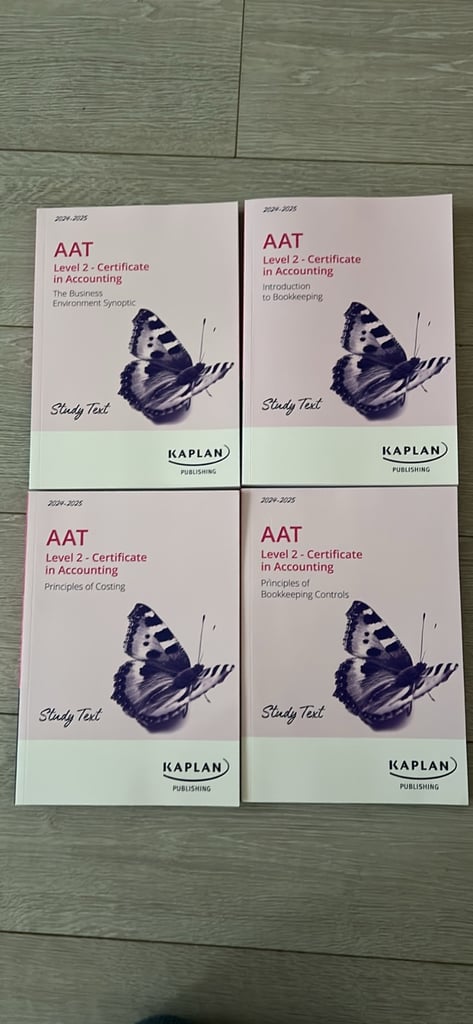 2024-2025
AAT
Level 2 - Certificate
in Accounting
The Business
Environment Synoptic
Study Text
KAPLAN
PUBLISHING
2024-2025
AAT
Level 2 - Certificate
in Accounting
Introduction
to Bookkeeping
Study Text
KAPLAN
PUBLISHING
2024-2025
AAT
Level 2 - Certificate
in Accounting
Principles of Costing
Study Text
KAPLAN
PUBLISHING
2024-2025
AAT
Level 2 - Certificate
in Accounting
Principles of
Bookkeeping Controls
Study Text
KAPLAN
PUBLISHING